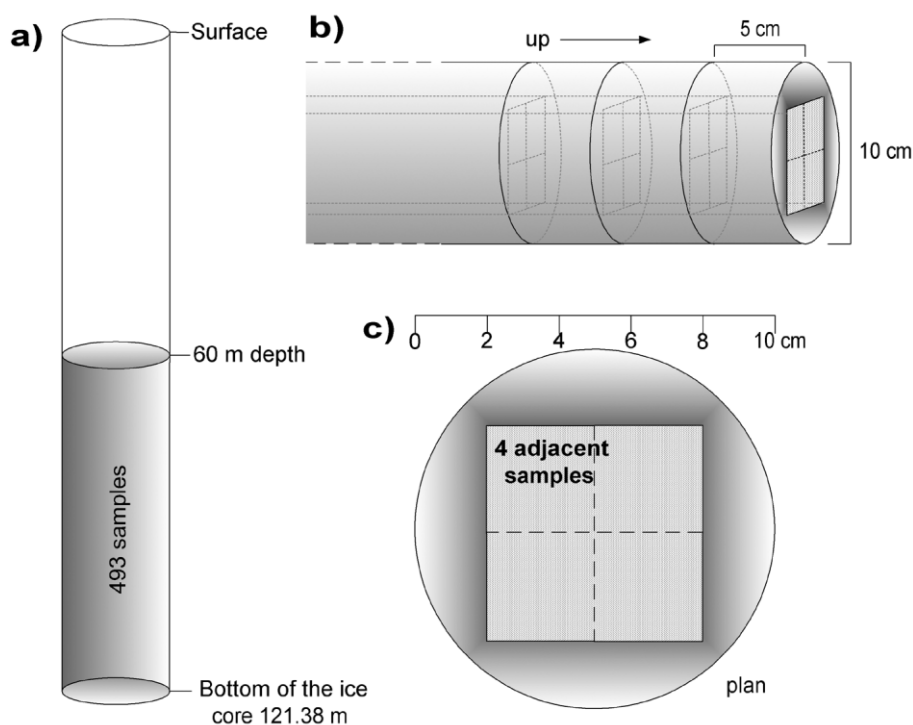 a)
Surface
60 m depth
493 samples
Bottom of the ice
core 121.38 m
b)
up
5 cm
10 cm
c)
0 2 4 6 8 10 cm
4 adjacent
samples
plan